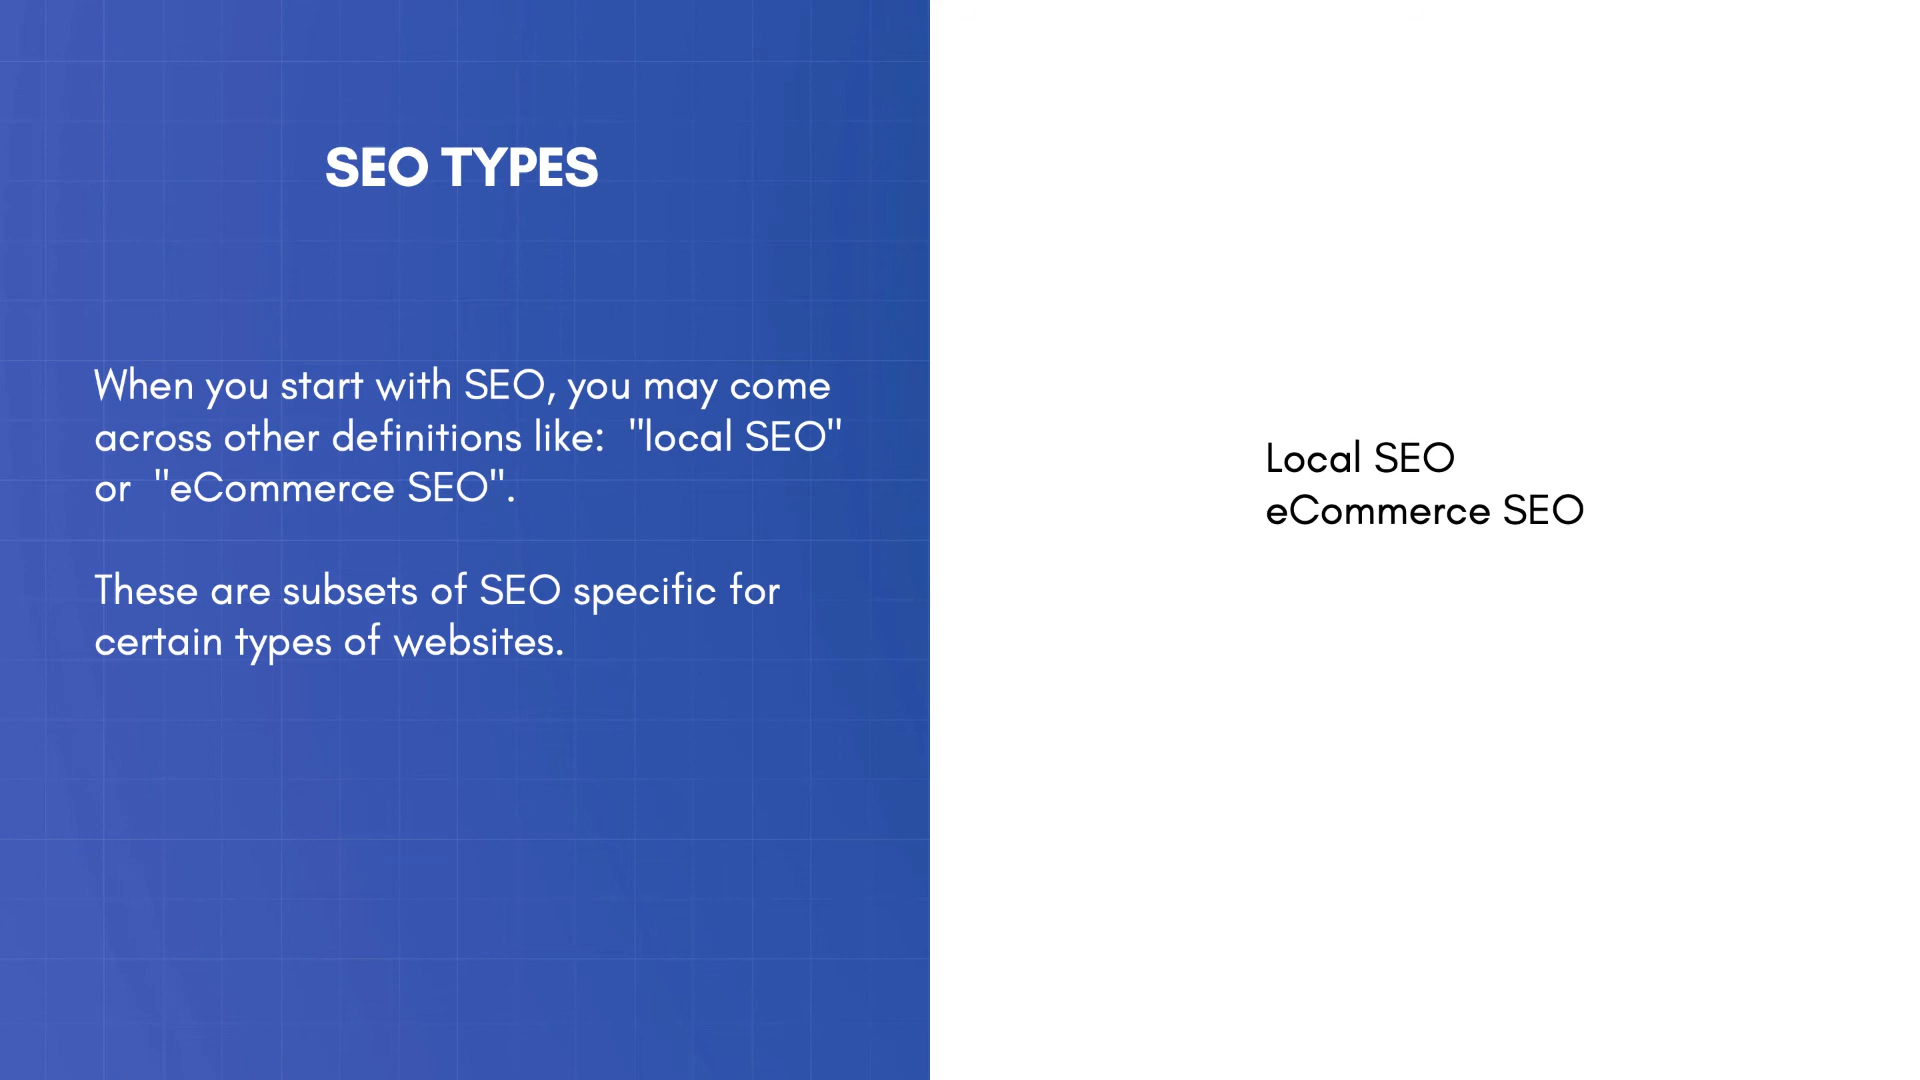 SEO TYPES
When you start with SEO, you may come
across other definitions like:  "local SEO"
or  "eCommerce SEO".
These are subsets of SEO specific for
certain types of websites.
Local SEO
eCommerce SEO